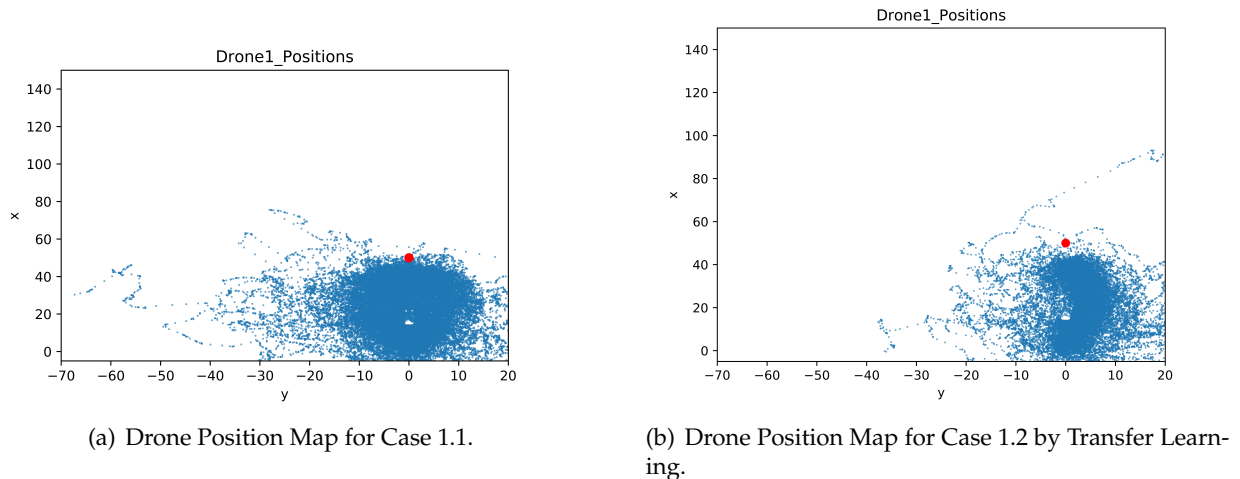 Drone1_Positions
140
120
100
80
60
40
20
0
x
−70 −60 −50 −40 −30 −20 −10 0 10 20
y
(a) Drone Position Map for Case 1.1.
Drone1_Positions
140
120
100
80
60
40
20
0
x
−70 −60 −50 −40 −30 −20 −10 0 10 20
y
(b) Drone Position Map for Case 1.2 by Transfer Learn-
ing.